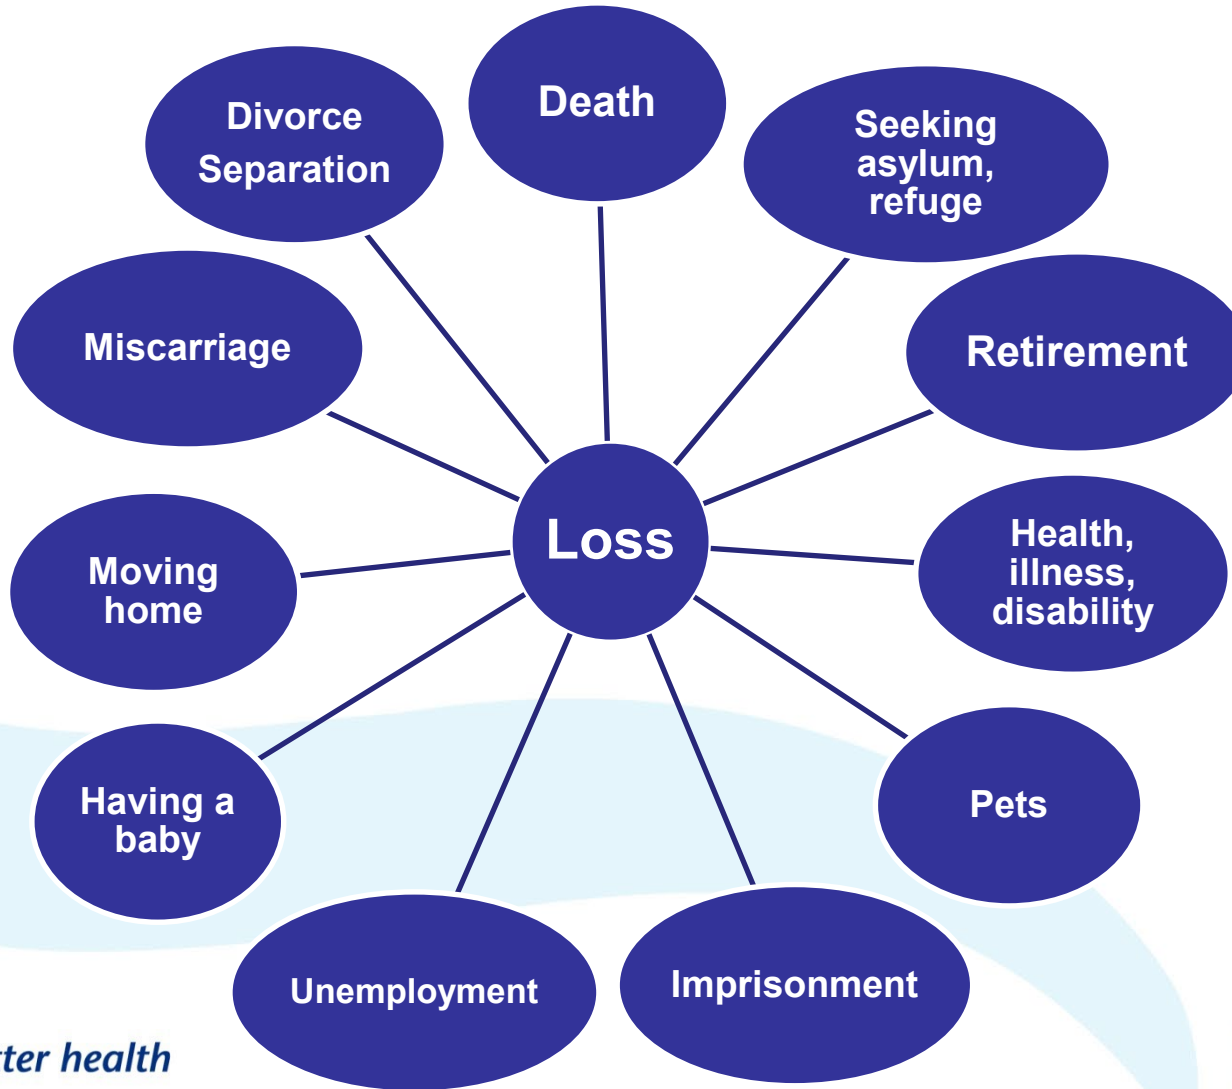 Death
Divorce
Separation
Seeking
asylum,
refuge
Miscarriage
Retirement
Loss
Health,
illness,
disability
Moving
home
Having a
baby
Pets
Unemployment
Imprisonment
health